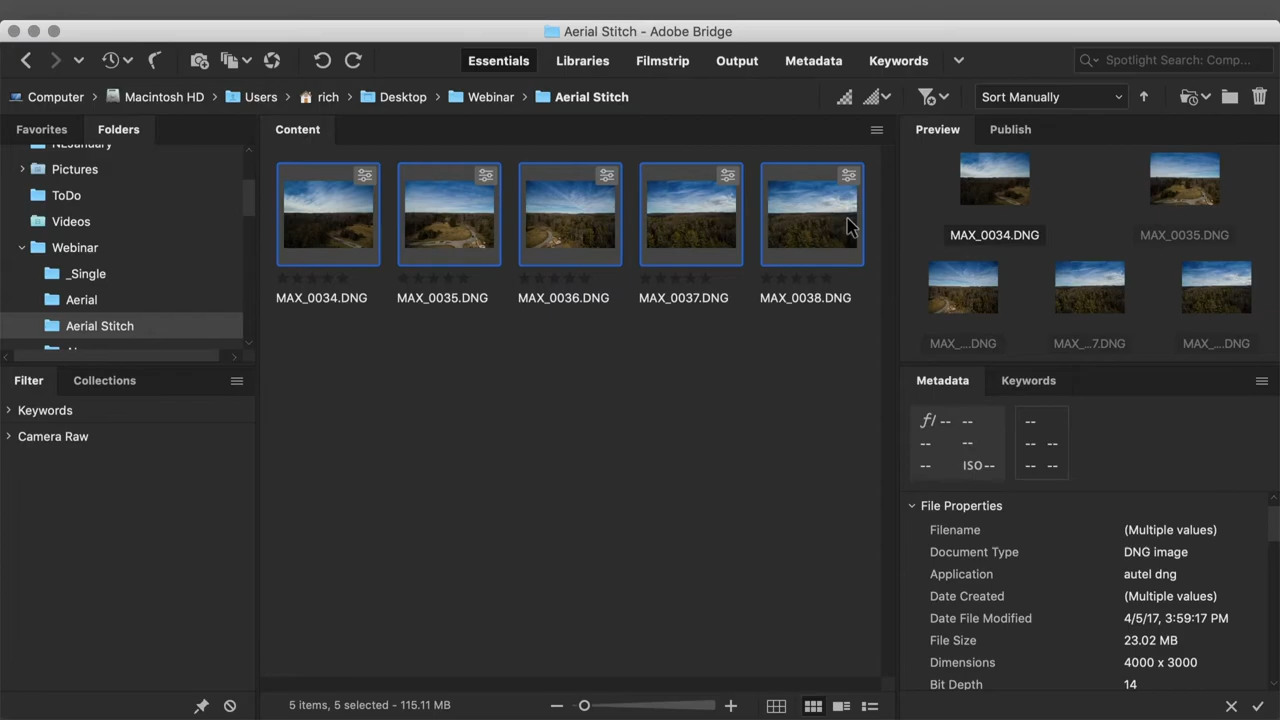 Aerial Stitch - Adobe Bridge
Essentials Libraries Filmstrip Output Metadata Keywords Spotlight Search: Comp...
Computer Macintosh HD Users rich Desktop Webinar Aerial Stitch Sort Manually
Favorites Folders
Pictures
ToDo
Videos
Webinar
_Single
Aerial
Aerial Stitch
Filter Collections
Keywords
Camera Raw
Content
MAX_0034.DNG MAX_0035.DNG MAX_0036.DNG MAX_0037.DNG MAX_0038.DNG
5 items, 5 selected - 115.11 MB
Preview Publish
MAX_0034.DNG MAX_0035.DNG
MAX_....DNG MAX_...7.DNG MAX_....DNG
Metadata Keywords
f/ -- -- --
-- -- -- --
-- ISO-- -- --
File Properties
Filename (Multiple values)
Document Type DNG image
Application autel dng
Date Created (Multiple values)
Date File Modified 4/5/17, 3:59:17 PM
File Size 23.02 MB
Dimensions 4000 x 3000
Bit Depth 14